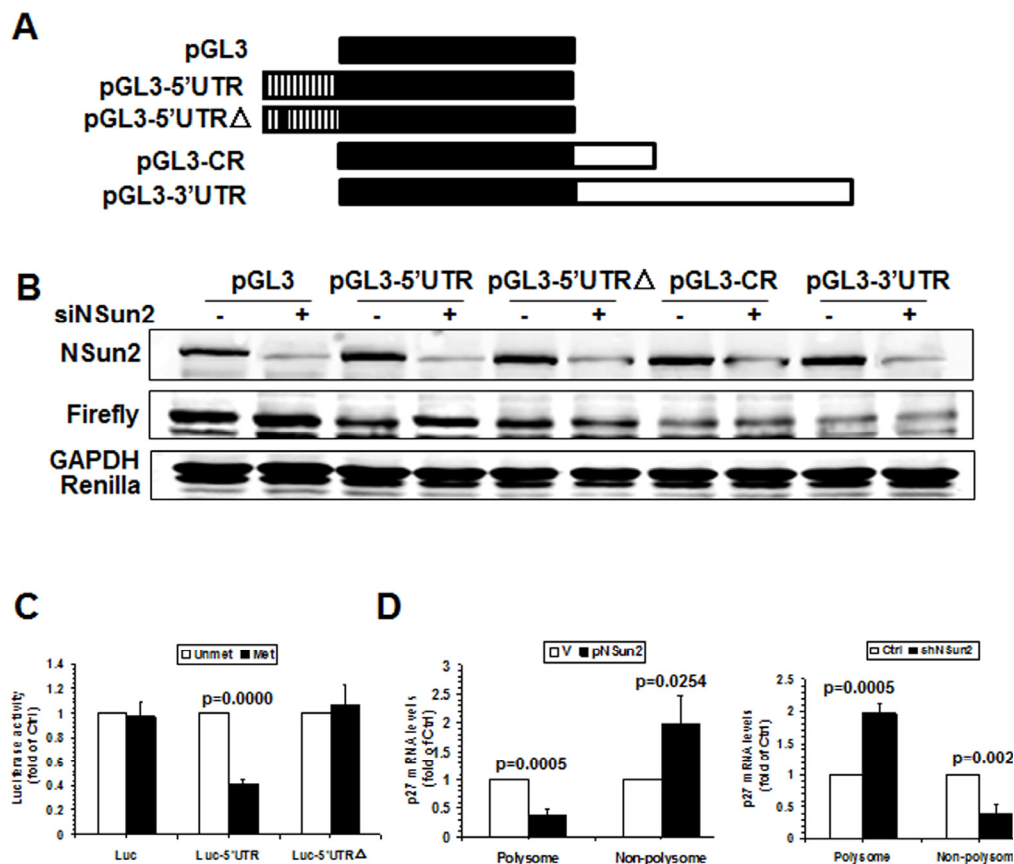 A
pGL3
pGL3-5'UTR
pGL3-5'UTRΔ
pGL3-CR
pGL3-3'UTR
B
pGL3 pGL3-5'UTR pGL3-5'UTRΔ pGL3-CR pGL3-3'UTR
siNSun2 - + - + - + - + - +
NSun2
Firefly
GAPDH
Renilla
C
Unmet Met
Luciferase activity
(fold of Ctrl)
1.4
1.2
1
0.8
0.6
0.4
0.2
0
p=0.0000
Luc Luc-5'UTR Luc-5'UTRΔ
D
V pNSun2
p27 mRNA levels
(fold of Ctrl)
3
2.5
2
1.5
1
0.5
0
p=0.0005
p=0.0254
Polysome Non-polysome
Ctrl shNSun2
p27 mRNA levels
(fold of Ctrl)
2.5
2
1.5
1
0.5
0
p=0.0005
p=0.002
Polysome Non-polysom